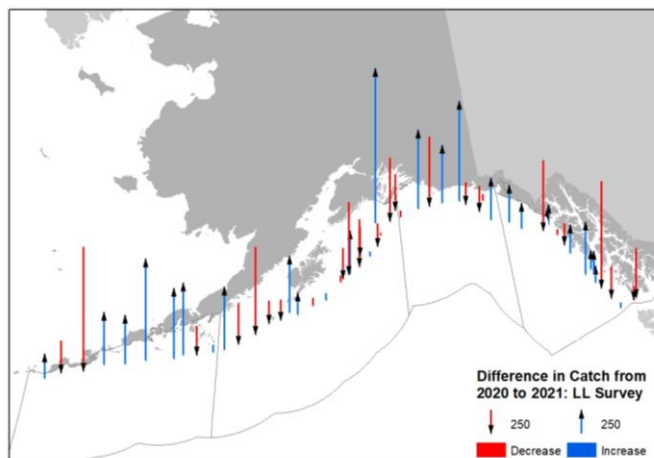 Difference in Catch from
2020 to 2021: LL Survey
250 250
Decrease Increase